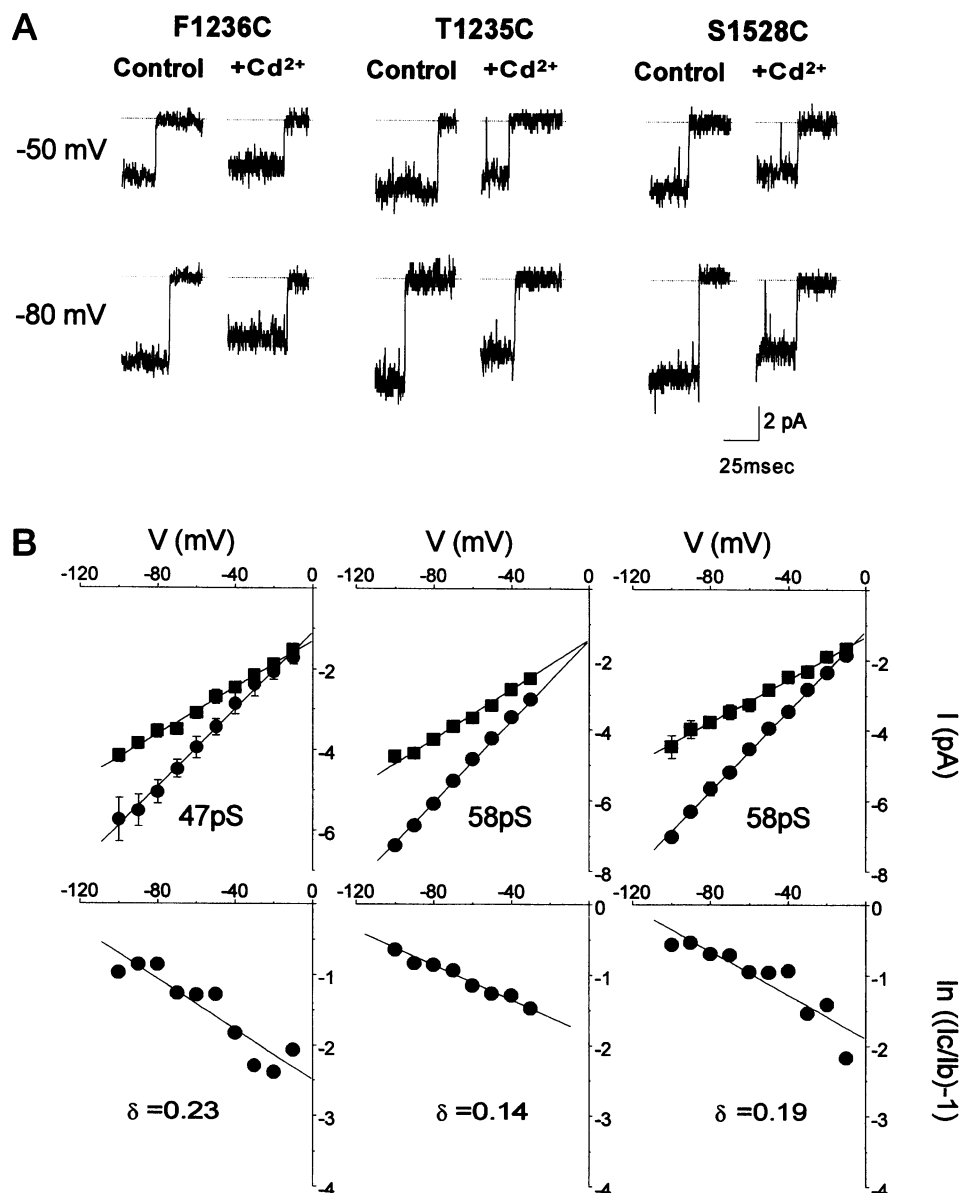 A
F1236C T1235C S1528C
Control +Cd²⁺ Control +Cd²⁺ Control +Cd²⁺
-50 mV
-80 mV
2 pA
25msec
B
V (mV) V (mV) V (mV)
-120 -80 -40 0 -120 -80 -40 0 -120 -80 -40 0
-2 -2 -2
-4 -4 -4
-6 -6 -6
-8 -8
I (pA)
47pS 58pS 58pS
-120 -80 -40 0 -120 -80 -40 0 -120 -80 -40 0
0 0
-1 -1 -1
-2 -2 -2
-3 -3 -3
-4 -4 -4
ln ((Ic/Ib)-1)
δ =0.23 δ =0.14 δ =0.19